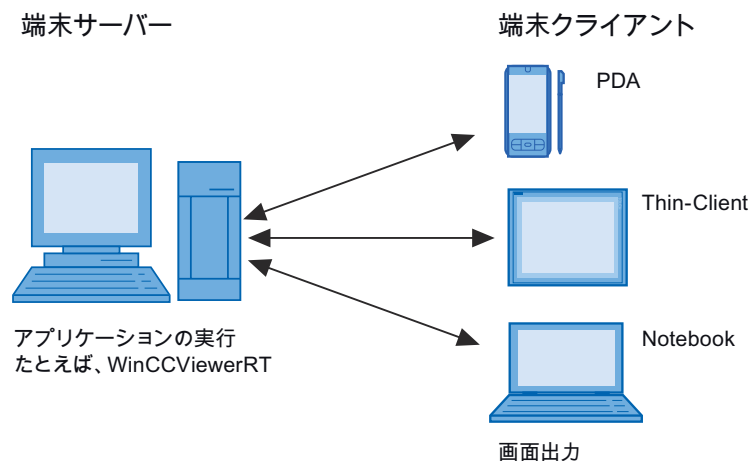 端末サーバー
端末クライアント
PDA
Thin-Client
アプリケーションの実行
たとえば、WinCCViewerRT
Notebook
画面出力